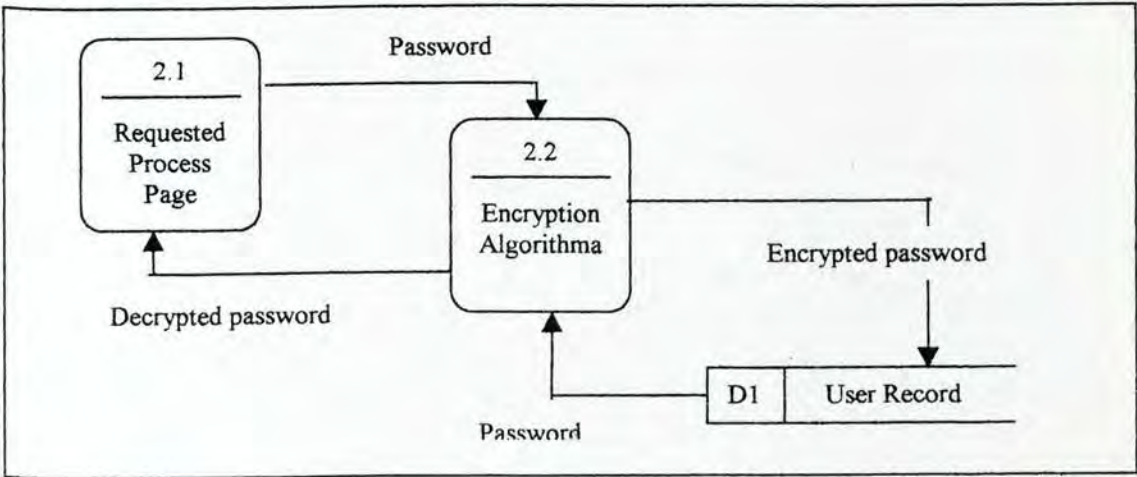 Password
2.1
Requested
Process
Page
2.2
Encryption
Algorithma
Encrypted password
Decrypted password
D1
User Record
Password